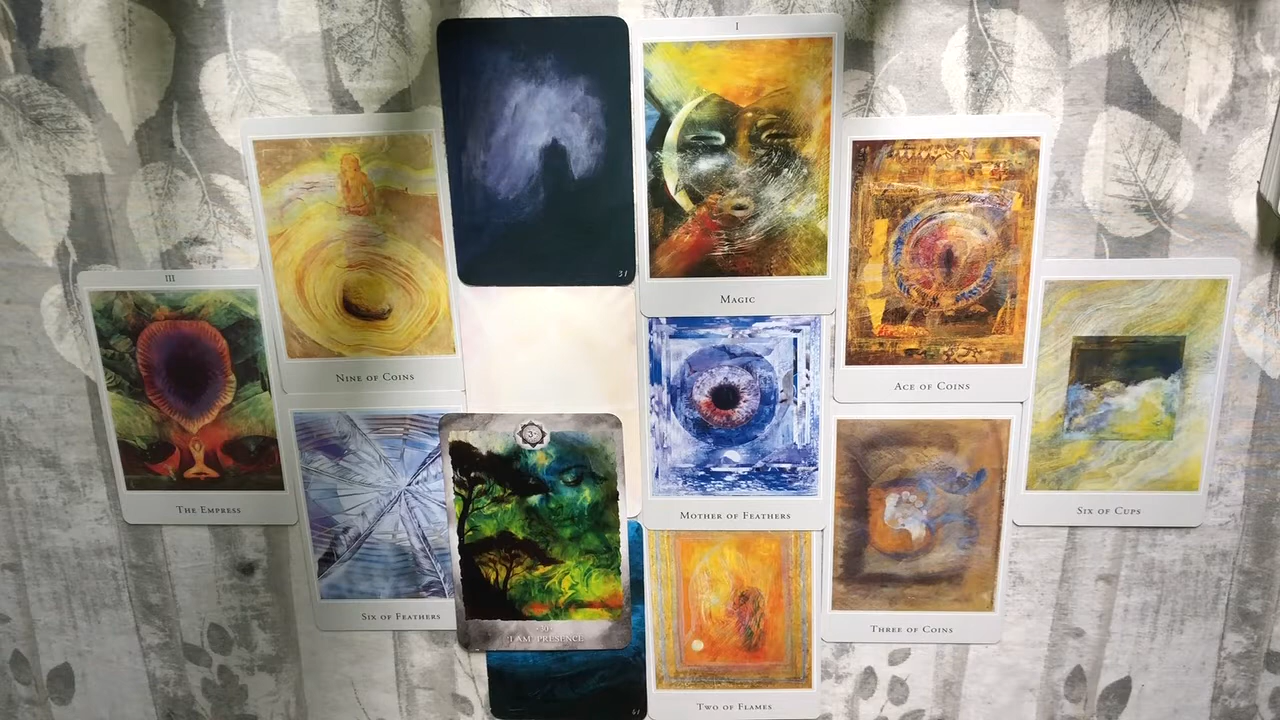 I
31
MAGIC
NINE OF COINS
ACE OF COINS
III
THE EMPRESS
MOTHER OF FEATHERS
SIX OF CUPS
SIX OF FEATHERS
'I AM' PRESENCE
THREE OF COINS
TWO OF FLAMES
61